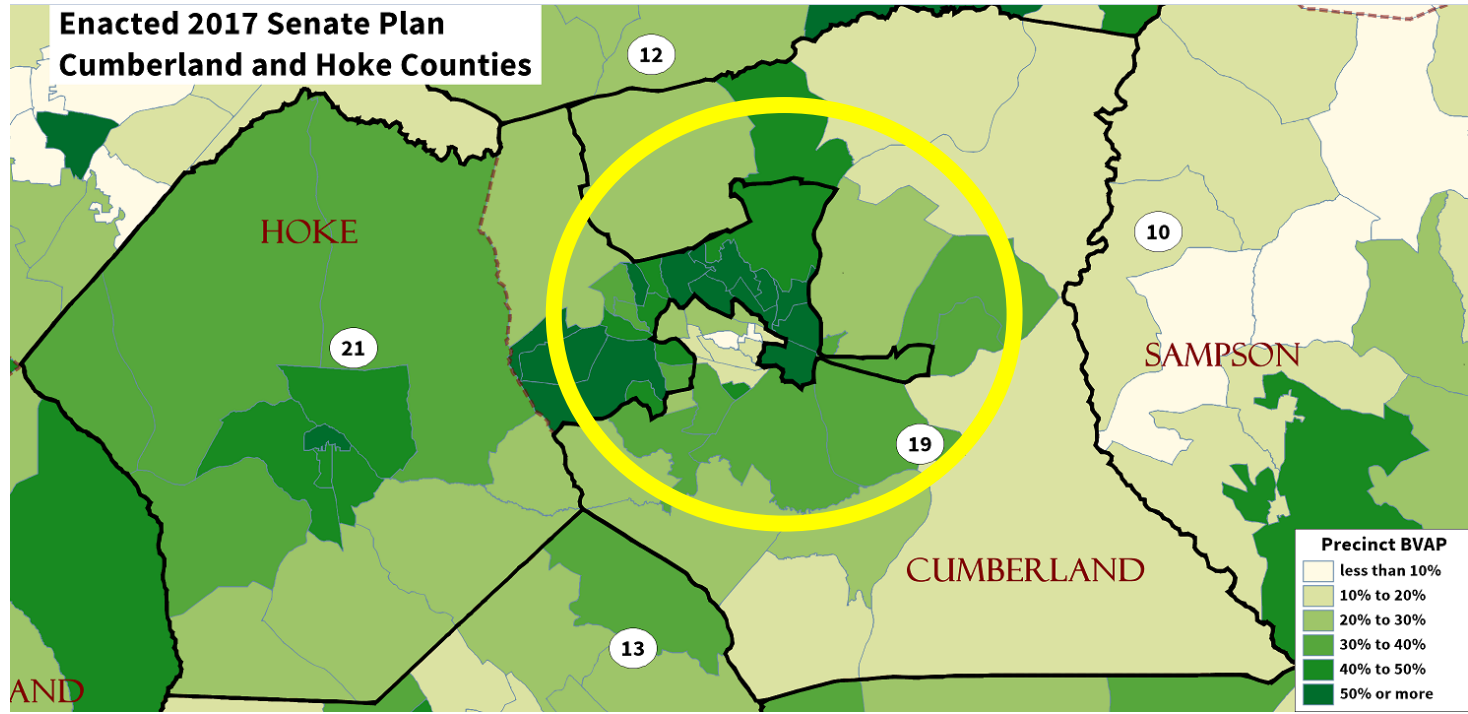 Enacted 2017 Senate Plan
Cumberland and Hoke Counties
12
HOKE
10
21
SAMPSON
19
CUMBERLAND
13
AND
Precinct BVAP
less than 10%
10% to 20%
20% to 30%
30% to 40%
40% to 50%
50% or more